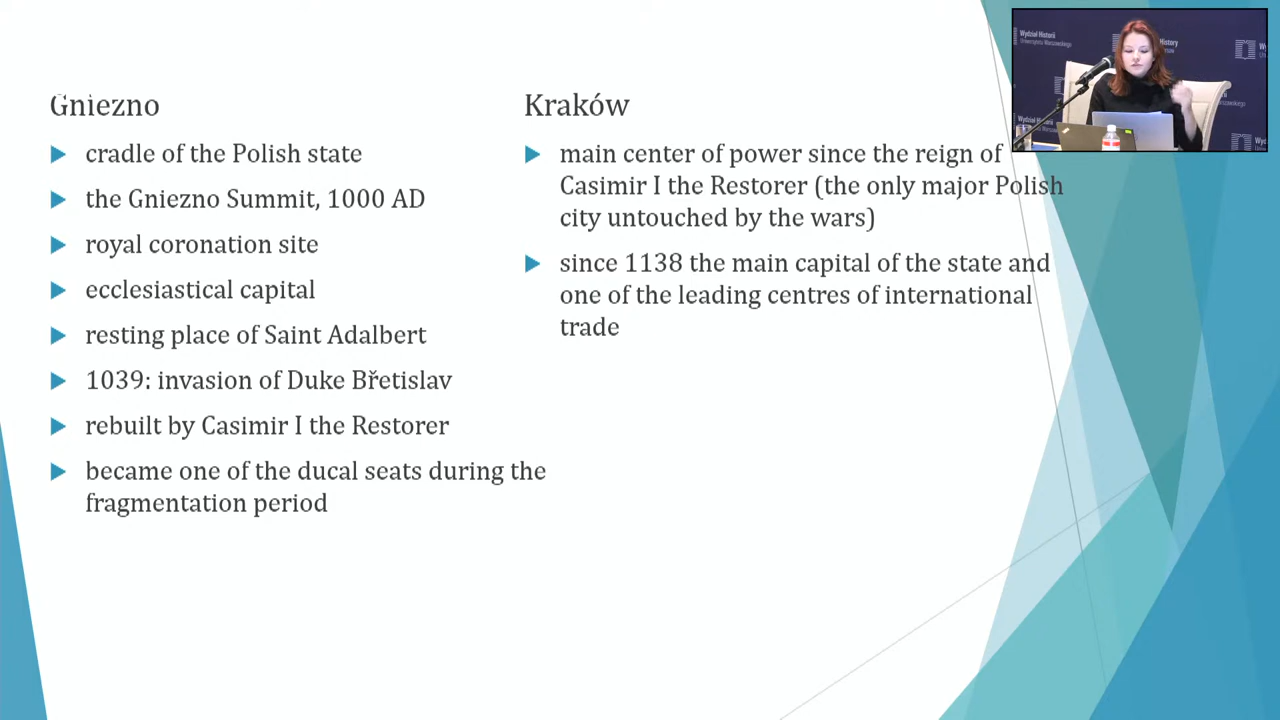 Gniezno
cradle of the Polish state
the Gniezno Summit, 1000 AD
royal coronation site
ecclesiastical capital
resting place of Saint Adalbert
1039: invasion of Duke Břetislav
rebuilt by Casimir I the Restorer
became one of the ducal seats during the
fragmentation period
Kraków
main center of power since the reign of
Casimir I the Restorer (the only major Polish
city untouched by the wars)
since 1138 the main capital of the state and
one of the leading centres of international
trade
Wydział Historii
Uniwersytetu Warszawskiego